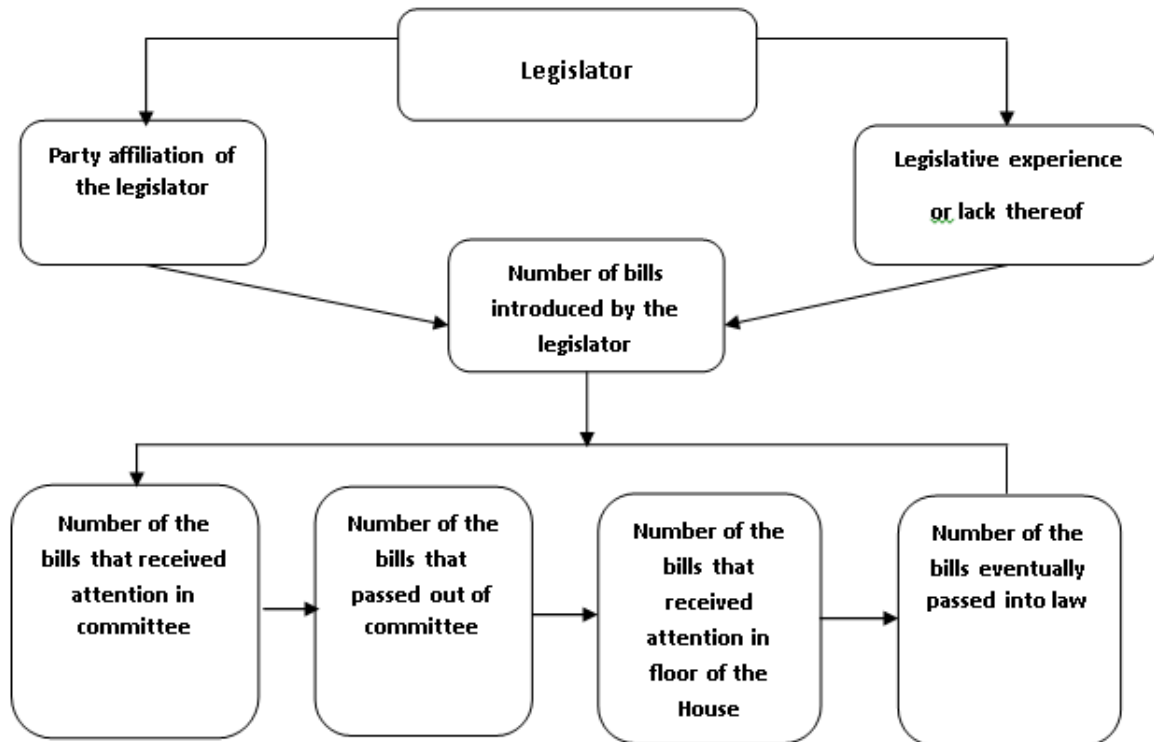 Legislator
Party affiliation of
the legislator
Legislative experience
or lack thereof
Number of bills
introduced by the
legislator
Number of the
bills that received
attention in
committee
Number of the
bills that
passed out of
committee
Number of the
bills that
received
attention in
floor of the
House
Number of the
bills eventually
passed into law